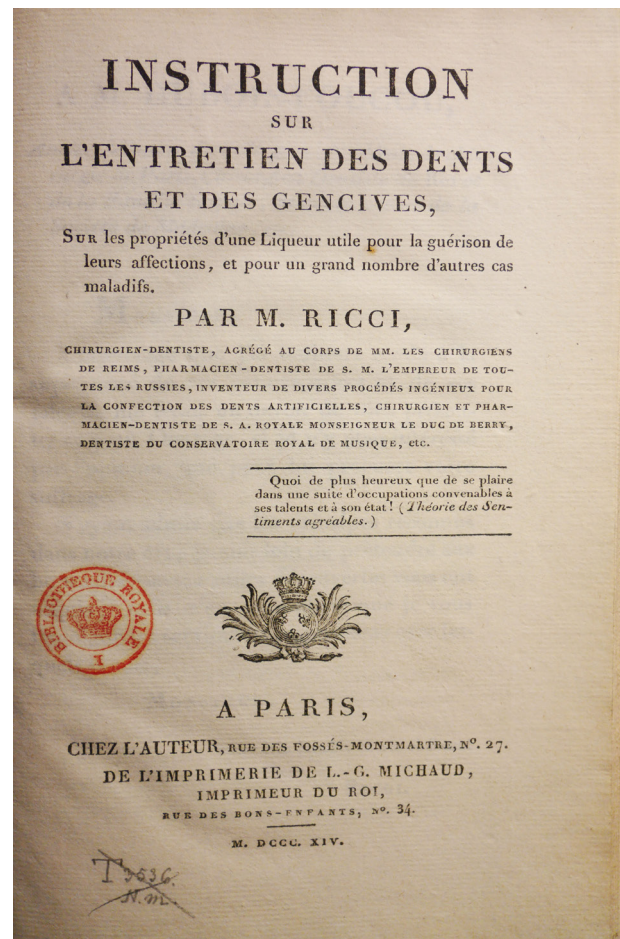 INSTRUCTION
SUR
L'ENTRETIEN DES DENTS
ET DES GENCIVES,
SUR les propriétés d'une Liqueur utile pour la guérison de
leurs affections, et pour un grand nombre d'autres cas
maladifs.
PAR M. RICCI,
CHIRURGIEN-DENTISTE, AGRÉGÉ AU CORPS DE MM. LES CHIRURGIENS
DE REIMS, PHARMACIEN-DENTISTE DE S. M. L'EMPEREUR DE TOU-
TES LES RUSSIES, INVENTEUR DE DIVERS PROCÉDÉS INGÉNIEUX POUR
LA CONFECTION DES DENTS ARTIFICIELLES, CHIRURGIEN ET PHAR-
MACIEN-DENTISTE DE S. A. ROYALE MONSEIGNEUR LE DUC DE BERRY,
DENTISTE DU CONSERVATOIRE ROYAL DE MUSIQUE, etc.
Quoi de plus heureux que de se plaire
dans une suite d'occupations convenables à
ses talents et à son état! (Théorie des Sen-
timents agréables.)
BIBLIOTHEQUE ROYALE
I
A PARIS,
CHEZ L'AUTEUR, RUE DES FOSSÉS-MONTMARTRE, N°. 27.
DE L'IMPRIMERIE DE L.-G. MICHAUD,
IMPRIMEUR DU ROI,
RUE DES BONS-ENFANTS, N°. 34.
M. DCCC. XIV.
T 3536.
N.m.